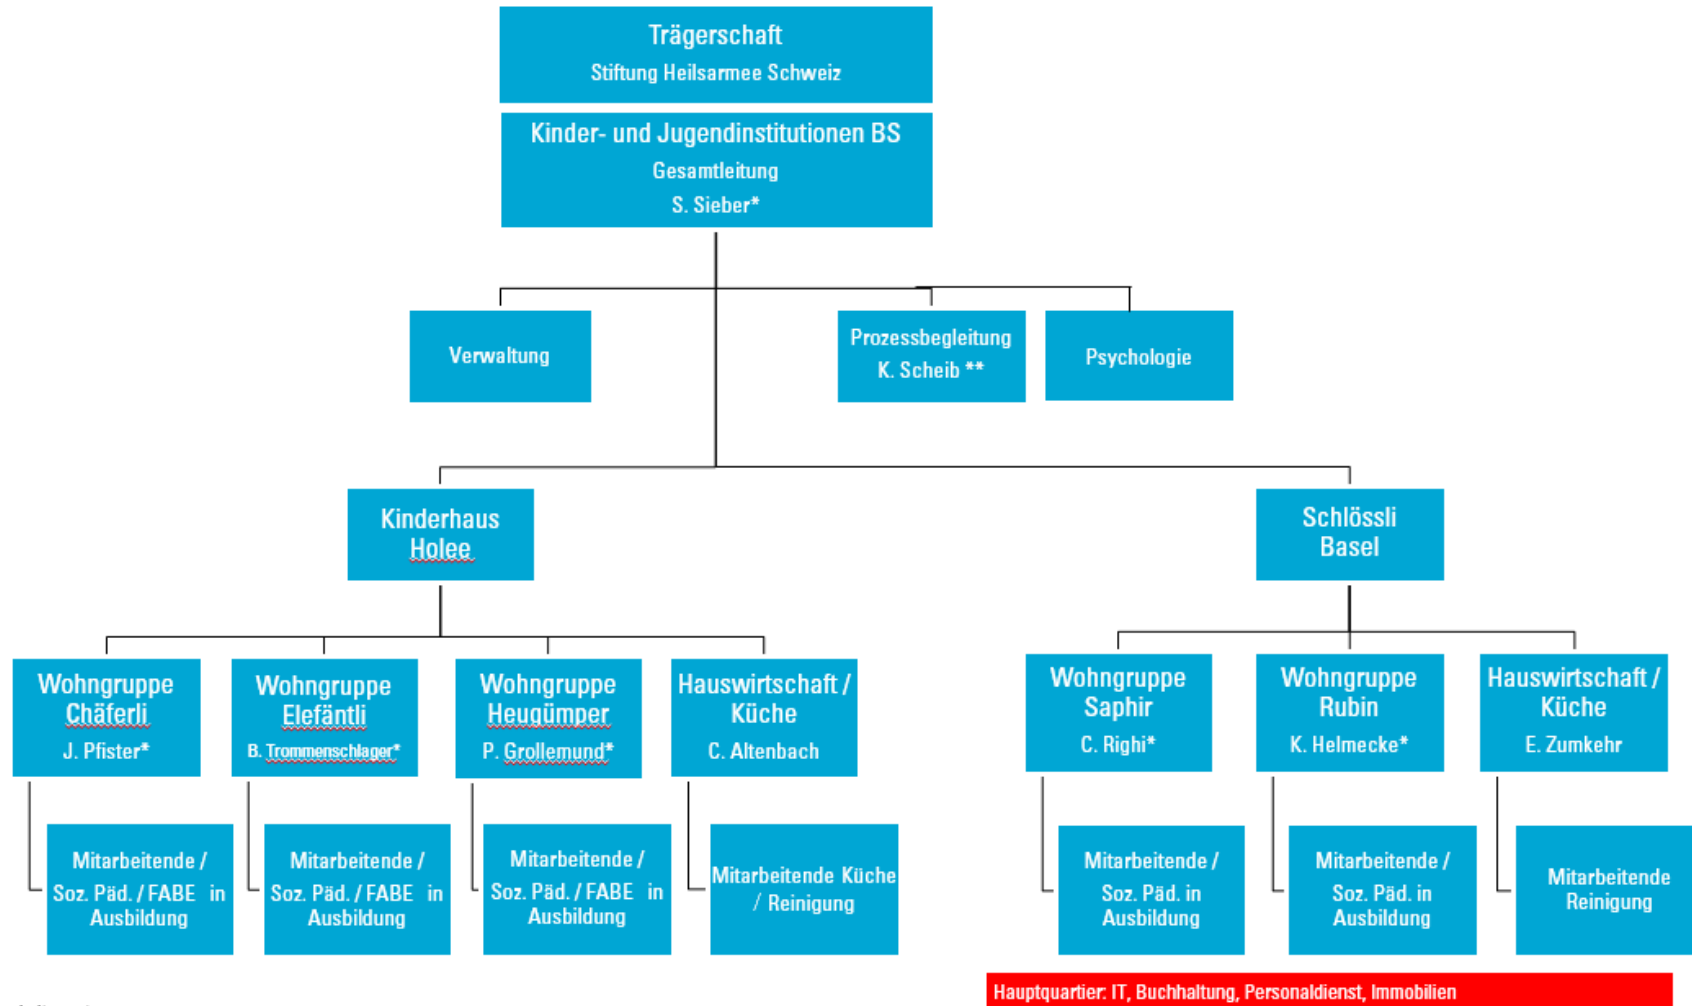 Trägerschaft
Stiftung Heilsarmee Schweiz
Kinder- und Jugendinstitutionen BS
Gesamtleitung
S. Sieber*
Verwaltung
Prozessbegleitung
K. Scheib **
Psychologie
Kinderhaus
Holee
Schlössli
Basel
Wohngruppe
Chäferli
J. Pfister*
Wohngruppe
Elefäntli
B. Trommenschlager*
Wohngruppe
Heugümper
P. Grollemund*
Hauswirtschaft /
Küche
C. Altenbach
Wohngruppe
Saphir
C. Righi*
Wohngruppe
Rubin
K. Helmecke*
Hauswirtschaft /
Küche
E. Zumkehr
Mitarbeitende /
Soz. Päd. / FABE in
Ausbildung
Mitarbeitende /
Soz. Päd. / FABE in
Ausbildung
Mitarbeitende /
Soz. Päd. / FABE in
Ausbildung
Mitarbeitende Küche
/ Reinigung
Mitarbeitende /
Soz. Päd. in
Ausbildung
Mitarbeitende /
Soz. Päd. in
Ausbildung
Mitarbeitende
Reinigung
Hauptquartier: IT, Buchhaltung, Personaldienst, Immobilien